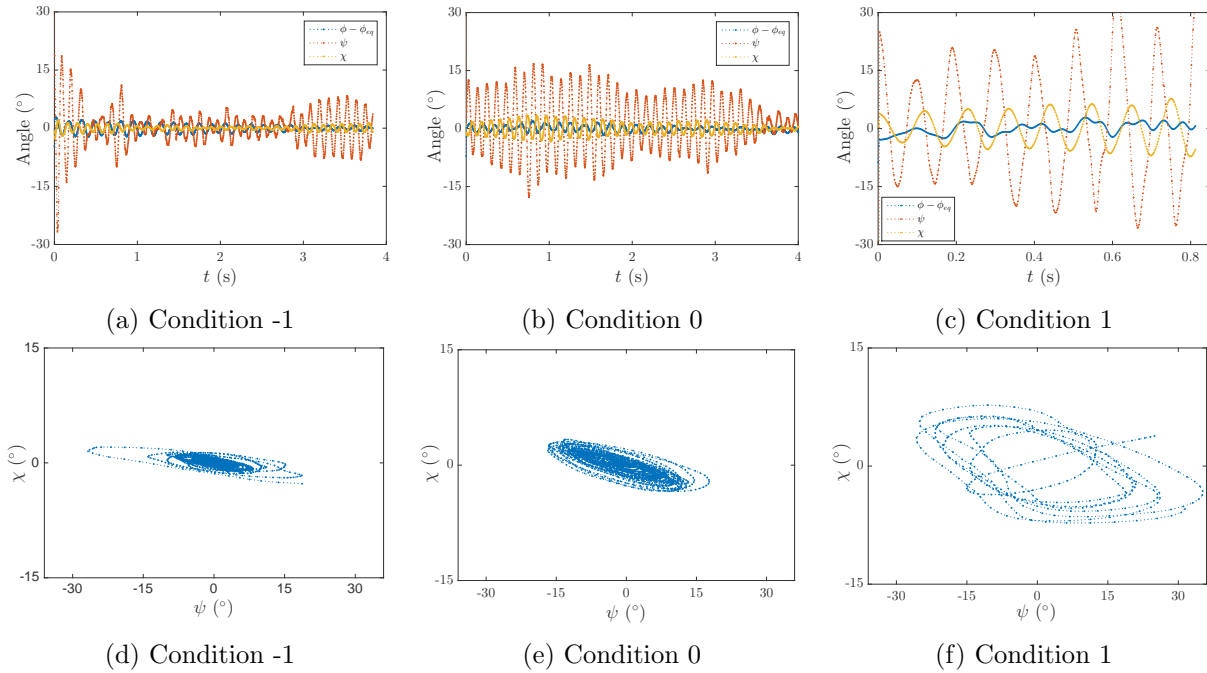 30
15
0
-15
-30
Angle (°)
0
1
2
3
4
t (s)
ϕ − ϕeq
ψ
χ
(a) Condition -1
30
15
0
-15
-30
Angle (°)
0
1
2
3
4
t (s)
ϕ − ϕeq
ψ
χ
(b) Condition 0
30
15
0
-15
-30
Angle (°)
0
0.2
0.4
0.6
0.8
t (s)
ϕ − ϕeq
ψ
χ
(c) Condition 1
15
0
-15
χ (°)
-30
-15
0
15
30
ψ (°)
(d) Condition -1
15
0
-15
χ (°)
-30
-15
0
15
30
ψ (°)
(e) Condition 0
15
0
-15
χ (°)
-30
-15
0
15
30
ψ (°)
(f) Condition 1